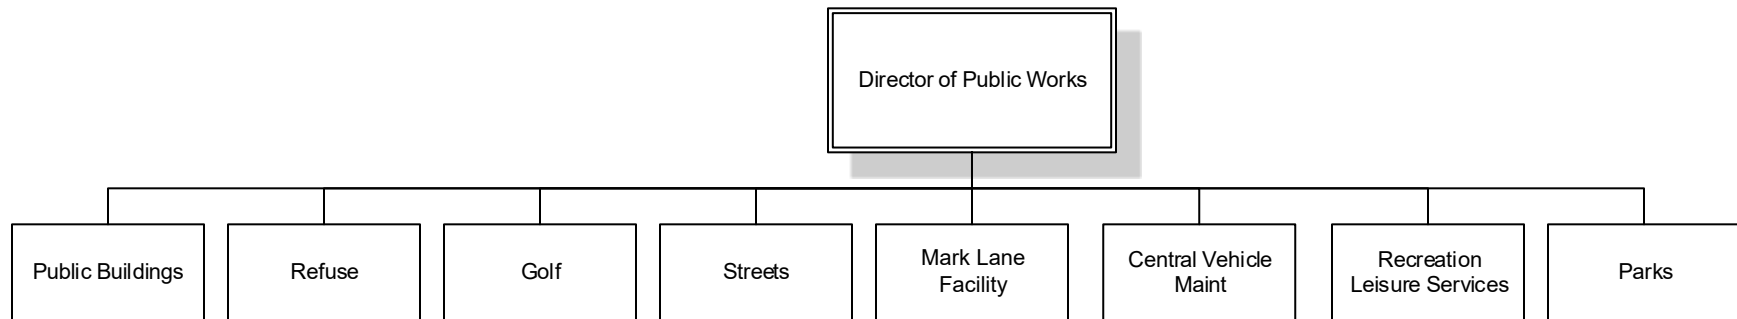 Director of Public Works
Public Buildings
Refuse
Golf
Streets
Mark Lane
Facility
Central Vehicle
Maint
Recreation
Leisure Services
Parks